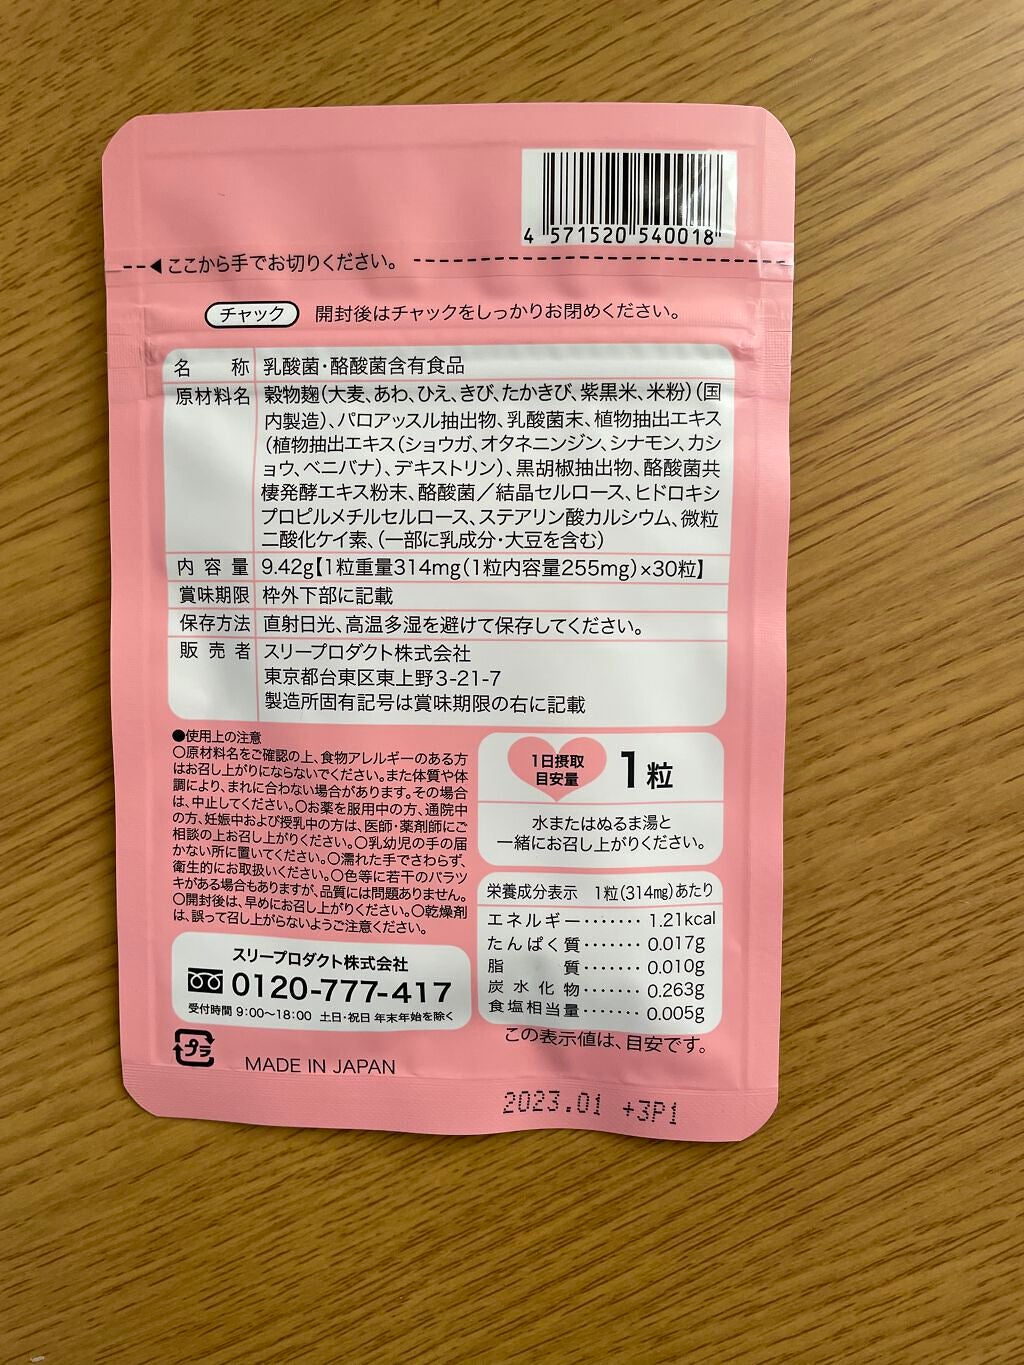 4 571520 540018
◀ここから手でお切りください。
チャック 開封後はチャックをしっかりお閉めください。
名称 乳酸菌・酪酸菌含有食品
原材料名 穀物麹(大麦、あわ、ひえ、きび、たかきび、紫黒米、米粉)(国
内製造)、パロアッスル抽出物、乳酸菌末、植物抽出エキス
(植物抽出エキス(ショウガ、オタネニンジン、シナモン、カシ
ョウ、ベニバナ)、デキストリン)、黒胡椒抽出物、酪酸菌共
棲発酵エキス粉末、酪酸菌／結晶セルロース、ヒドロキシ
プロピルメチルセルロース、ステアリン酸カルシウム、微粒
二酸化ケイ素、(一部に乳成分・大豆を含む)
内容量 9.42g【1粒重量314mg(1粒内容量255mg)×30粒】
賞味期限 枠外下部に記載
保存方法 直射日光、高温多湿を避けて保存してください。
販売者 スリープロダクト株式会社
東京都台東区東上野3-21-7
製造所固有記号は賞味期限の右に記載
●使用上の注意
○原材料名をご確認の上、食物アレルギーのある方
はお召し上がりにならないでください。また体質や体
調により、まれに合わない場合があります。その場合
は、中止してください。○お薬を服用中の方、通院中
の方、妊娠中および授乳中の方は、医師・薬剤師にご
相談の上お召し上がりください。○乳幼児の手の届
かない所に置いてください。○濡れた手でさわらず、
衛生的にお取扱いください。○色等に若干のバラツ
キがある場合もありますが、品質には問題ありません。
○開封後は、早めにお召し上がりください。○乾燥剤
は、誤って召し上がらないようご注意ください。
1日摂取
目安量
1粒
水またはぬるま湯と
一緒にお召し上がりください。
栄養成分表示 1粒(314mg)あたり
エネルギー・・・・・・・1.21kcal
たんぱく質・・・・・・・0.017g
脂質・・・・・・・0.010g
炭水化物・・・・・・・0.263g
食塩相当量・・・・・・・0.005g
この表示値は、目安です。
スリープロダクト株式会社
0120-777-417
受付時間 9:00〜18:00 土日・祝日 年末年始を除く
プラ
MADE IN JAPAN
2023.01 +3P1